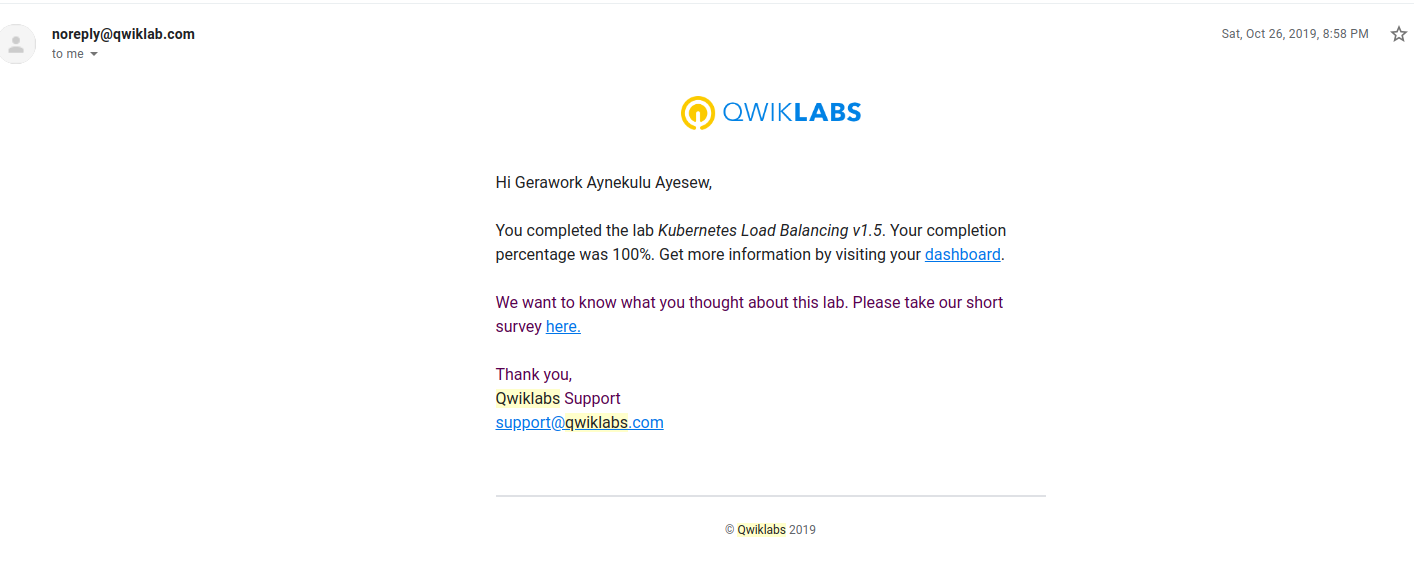 noreply@qwiklab.com
Sat, Oct 26, 2019, 8:58 PM
to me
QWIKLABS
Hi Gerawork Aynekulu Ayesew,
You completed the lab Kubernetes Load Balancing v1.5. Your completion
percentage was 100%. Get more information by visiting your dashboard.
We want to know what you thought about this lab. Please take our short
survey here.
Thank you,
Qwiklabs Support
support@qwiklabs.com
© Qwiklabs 2019